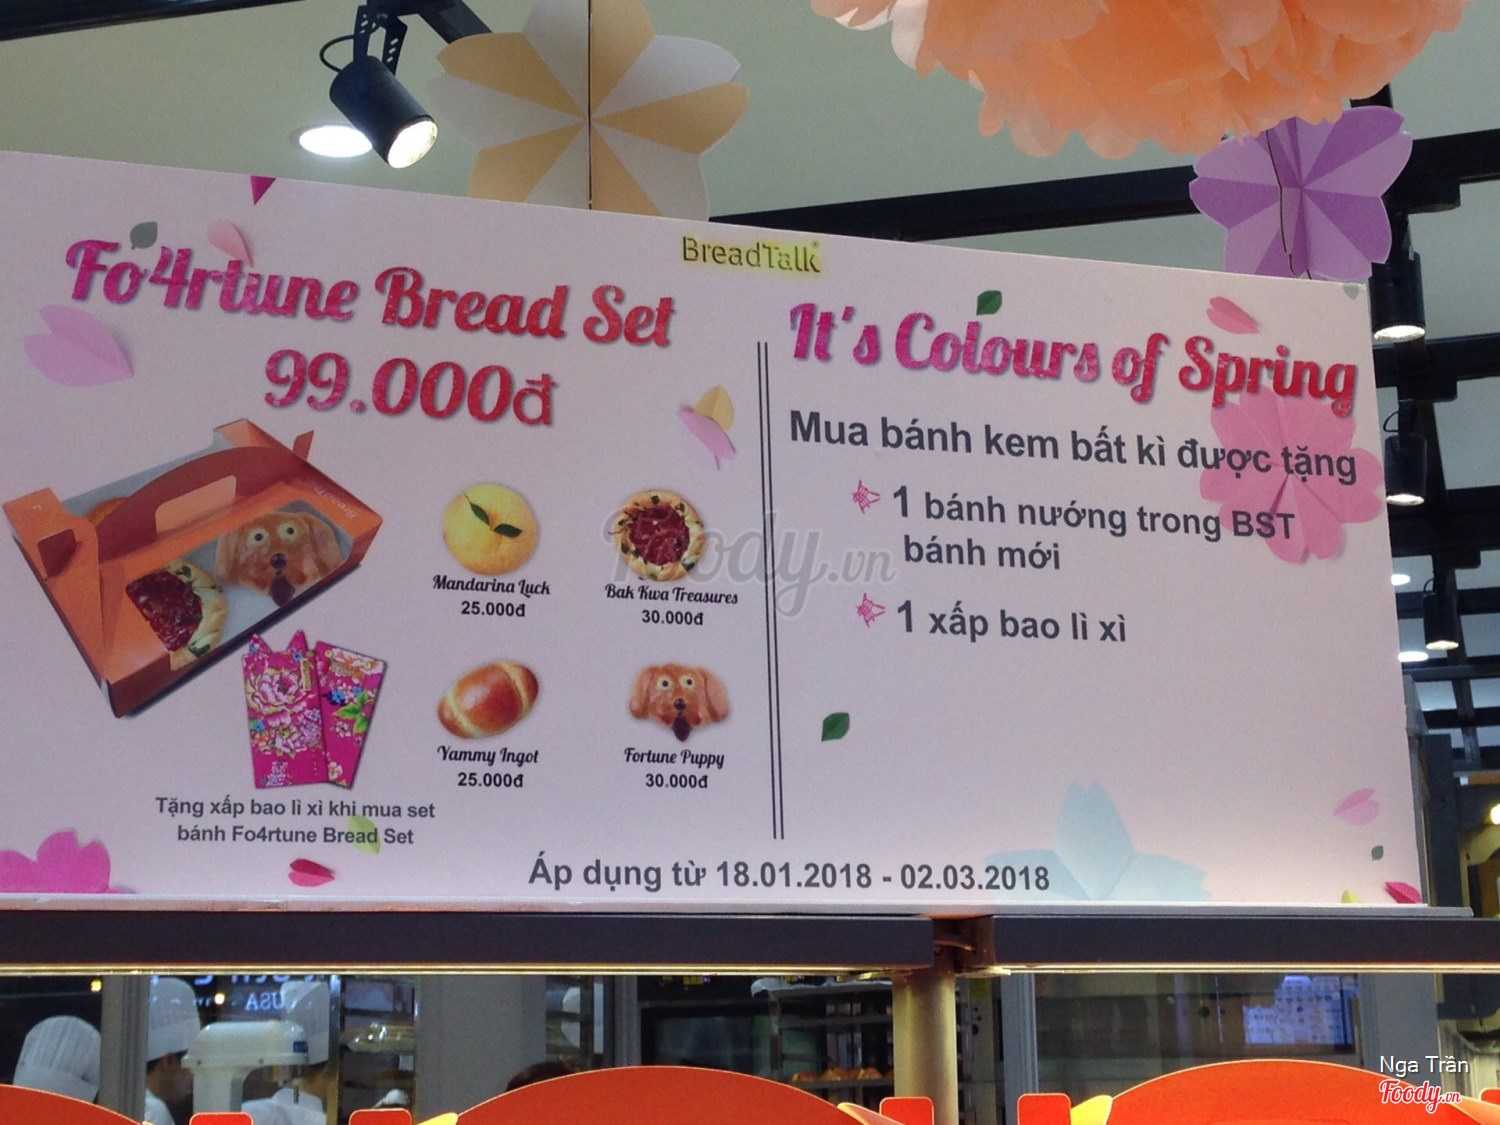 BreadTalk®
Fo4rtune Bread Set
99.000đ
Mandarina Luck
25.000đ
Bak Kwa Treasures
30.000đ
Yammy Ingot
25.000đ
Fortune Puppy
30.000đ
Tặng xấp bao lì xì khi mua set
bánh Fo4rtune Bread Set
It's Colours of Spring
Mua bánh kem bất kì được tặng
1 bánh nướng trong BST
bánh mới
1 xấp bao lì xì
Áp dụng từ 18.01.2018 - 02.03.2018
Foody.vn
USA
Nga Trần
Foody.vn